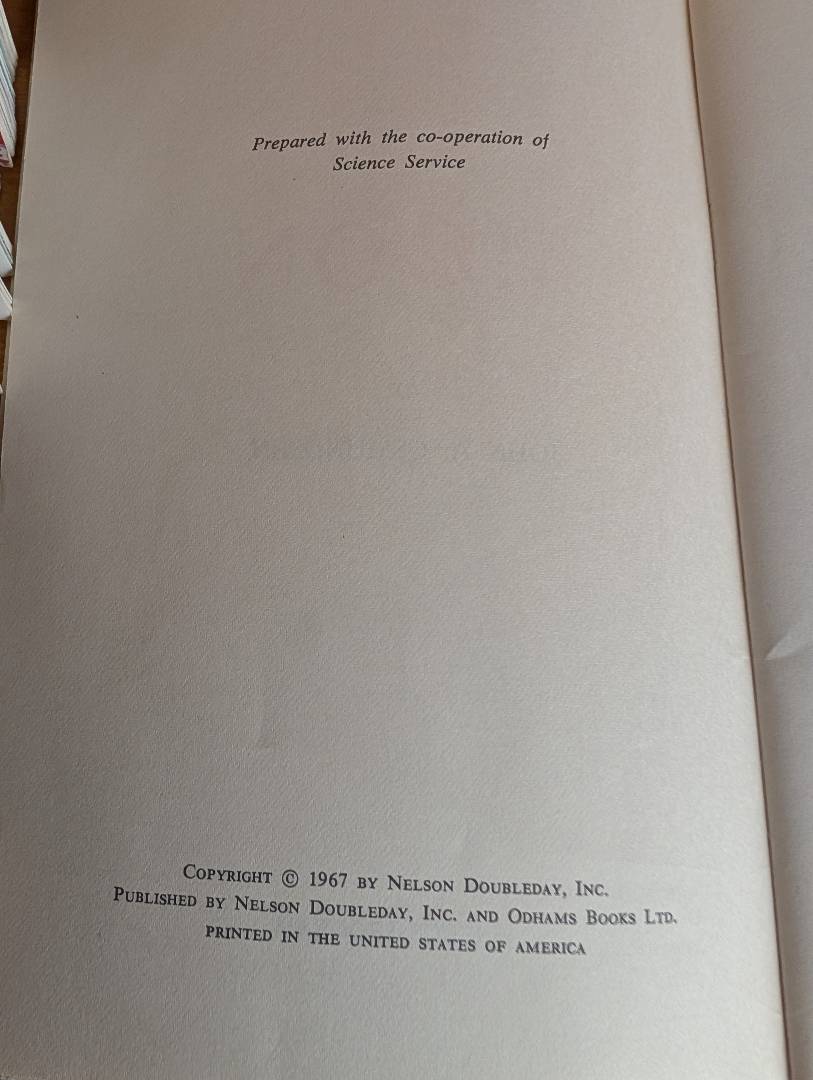 Prepared with the co-operation of
Science Service
Copyright © 1967 by Nelson Doubleday, Inc.
Published by Nelson Doubleday, Inc. and Odhams Books Ltd.
PRINTED IN THE UNITED STATES OF AMERICA